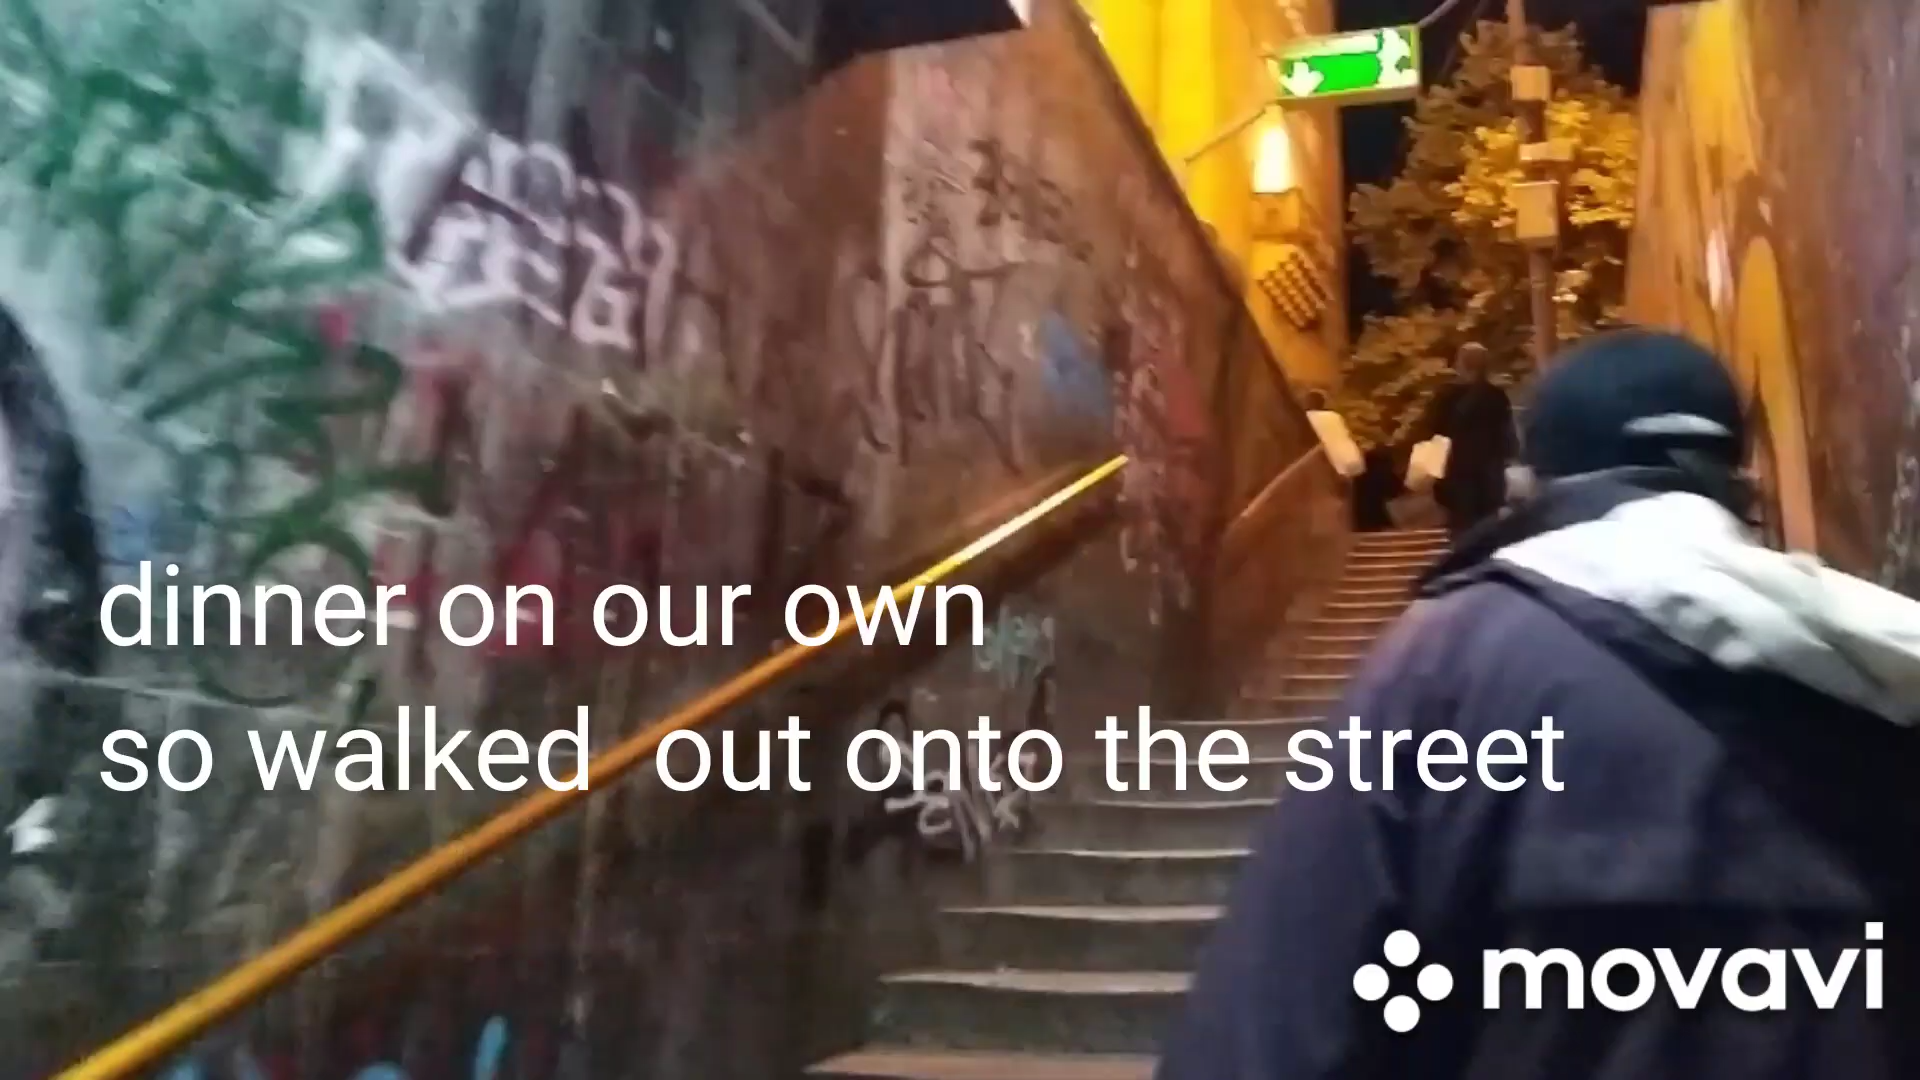 dinner on our own
so walked  out onto the street
movavi